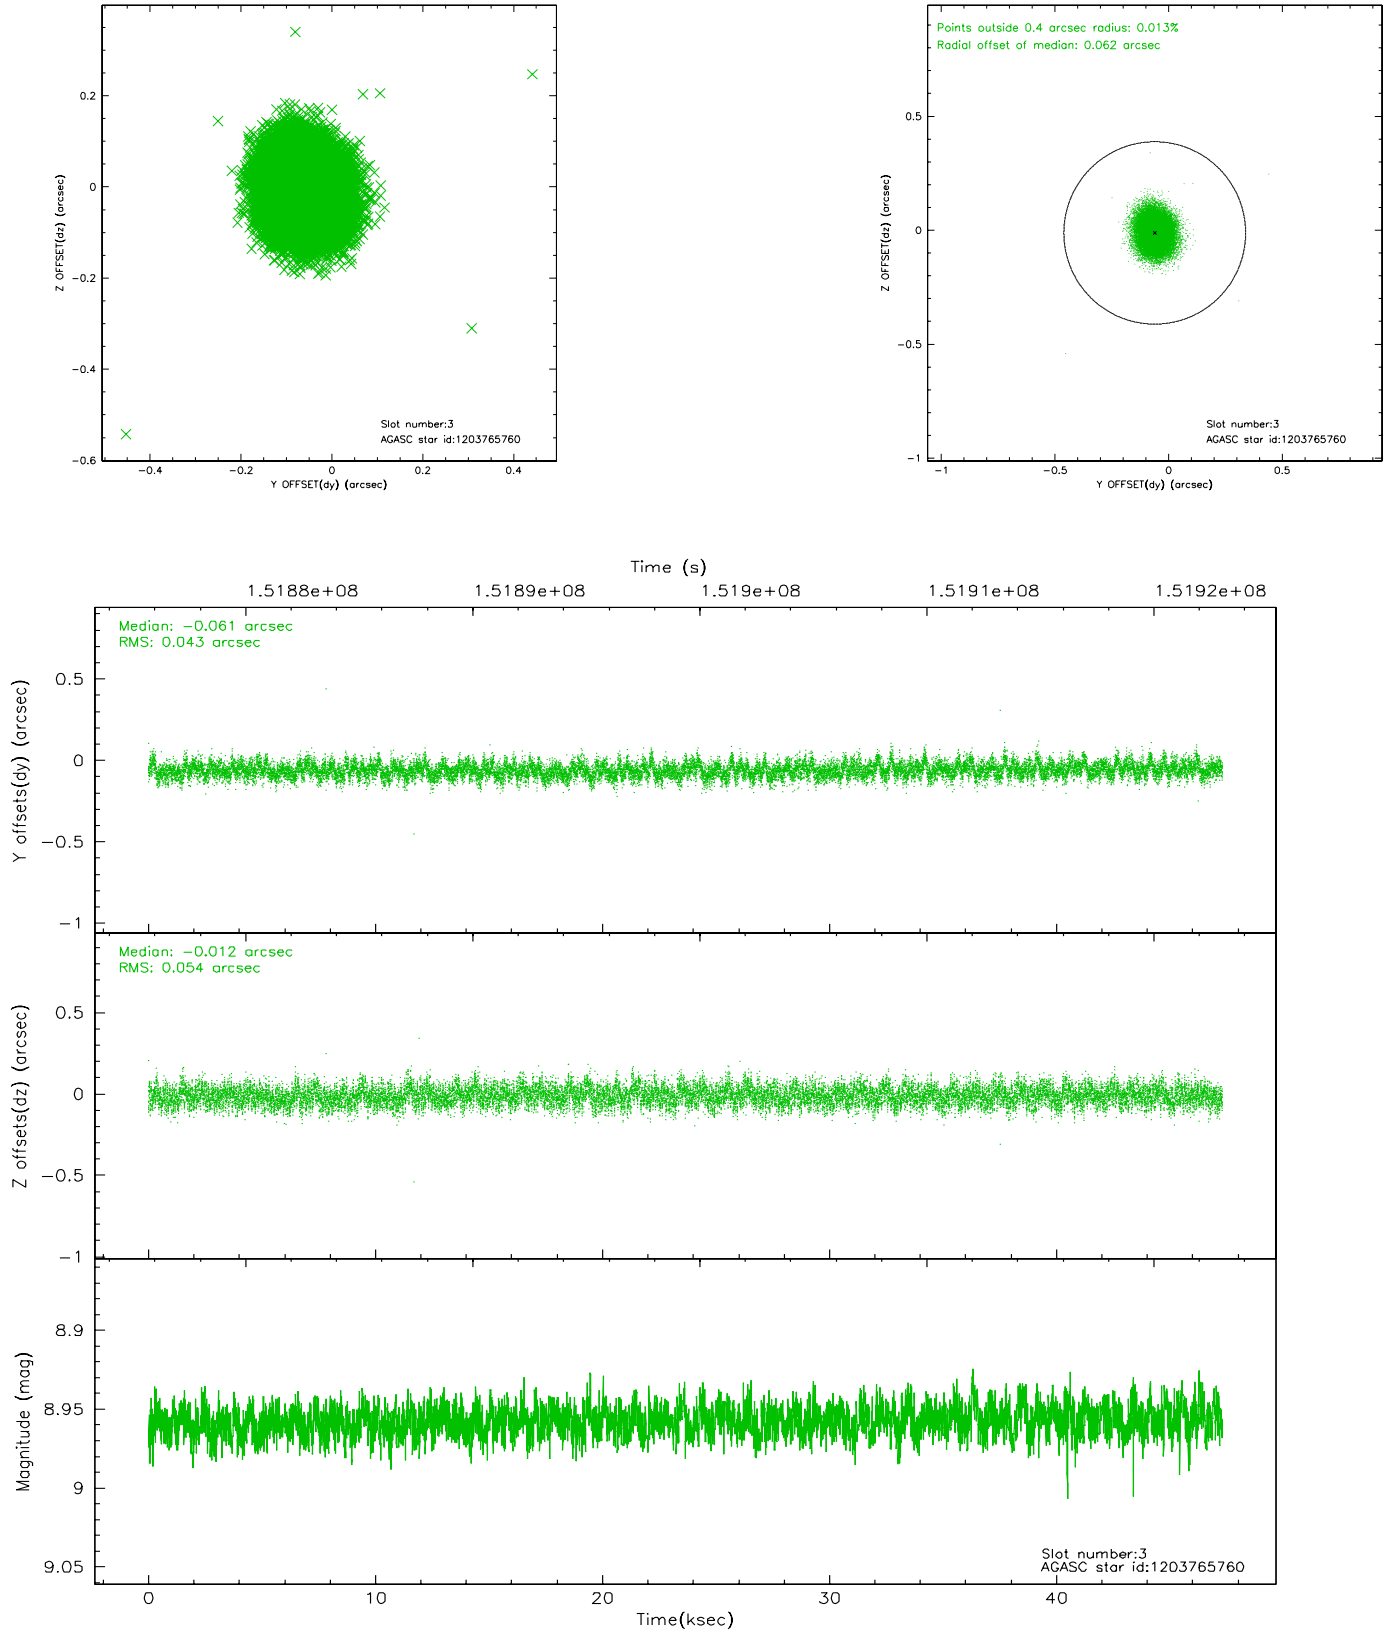 0.2
0
−0.2
−0.4
−0.6
Z OFFSET(dz) (arcsec)
Slot number:3
AGASC star id:1203765760
−0.4 −0.2 0 0.2 0.4
Y OFFSET(dy) (arcsec)
Points outside 0.4 arcsec radius: 0.013%
Radial offset of median: 0.062 arcsec
0.5
0
−0.5
−1
Z OFFSET(dz) (arcsec)
Slot number:3
AGASC star id:1203765760
−1 −0.5 0 0.5
Y OFFSET(dy) (arcsec)
Time (s)
1.5188e+08 1.5189e+08 1.519e+08 1.5191e+08 1.5192e+08
Median: −0.061 arcsec
RMS: 0.043 arcsec
0.5
0
−0.5
−1
Y offsets(dy) (arcsec)
Median: −0.012 arcsec
RMS: 0.054 arcsec
0.5
0
−0.5
−1
Z offsets(dz) (arcsec)
8.9
8.95
9
9.05
Magnitude (mag)
Slot number:3
AGASC star id:1203765760
0 10 20 30 40
Time(ksec)